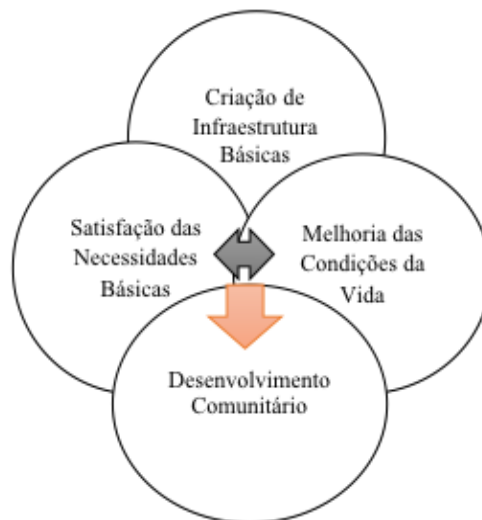 Criação de
Infraestrutura
Básicas
Satisfação das
Necessidades
Básicas
Melhoria das
Condições da
Vida
Desenvolvimento
Comunitário